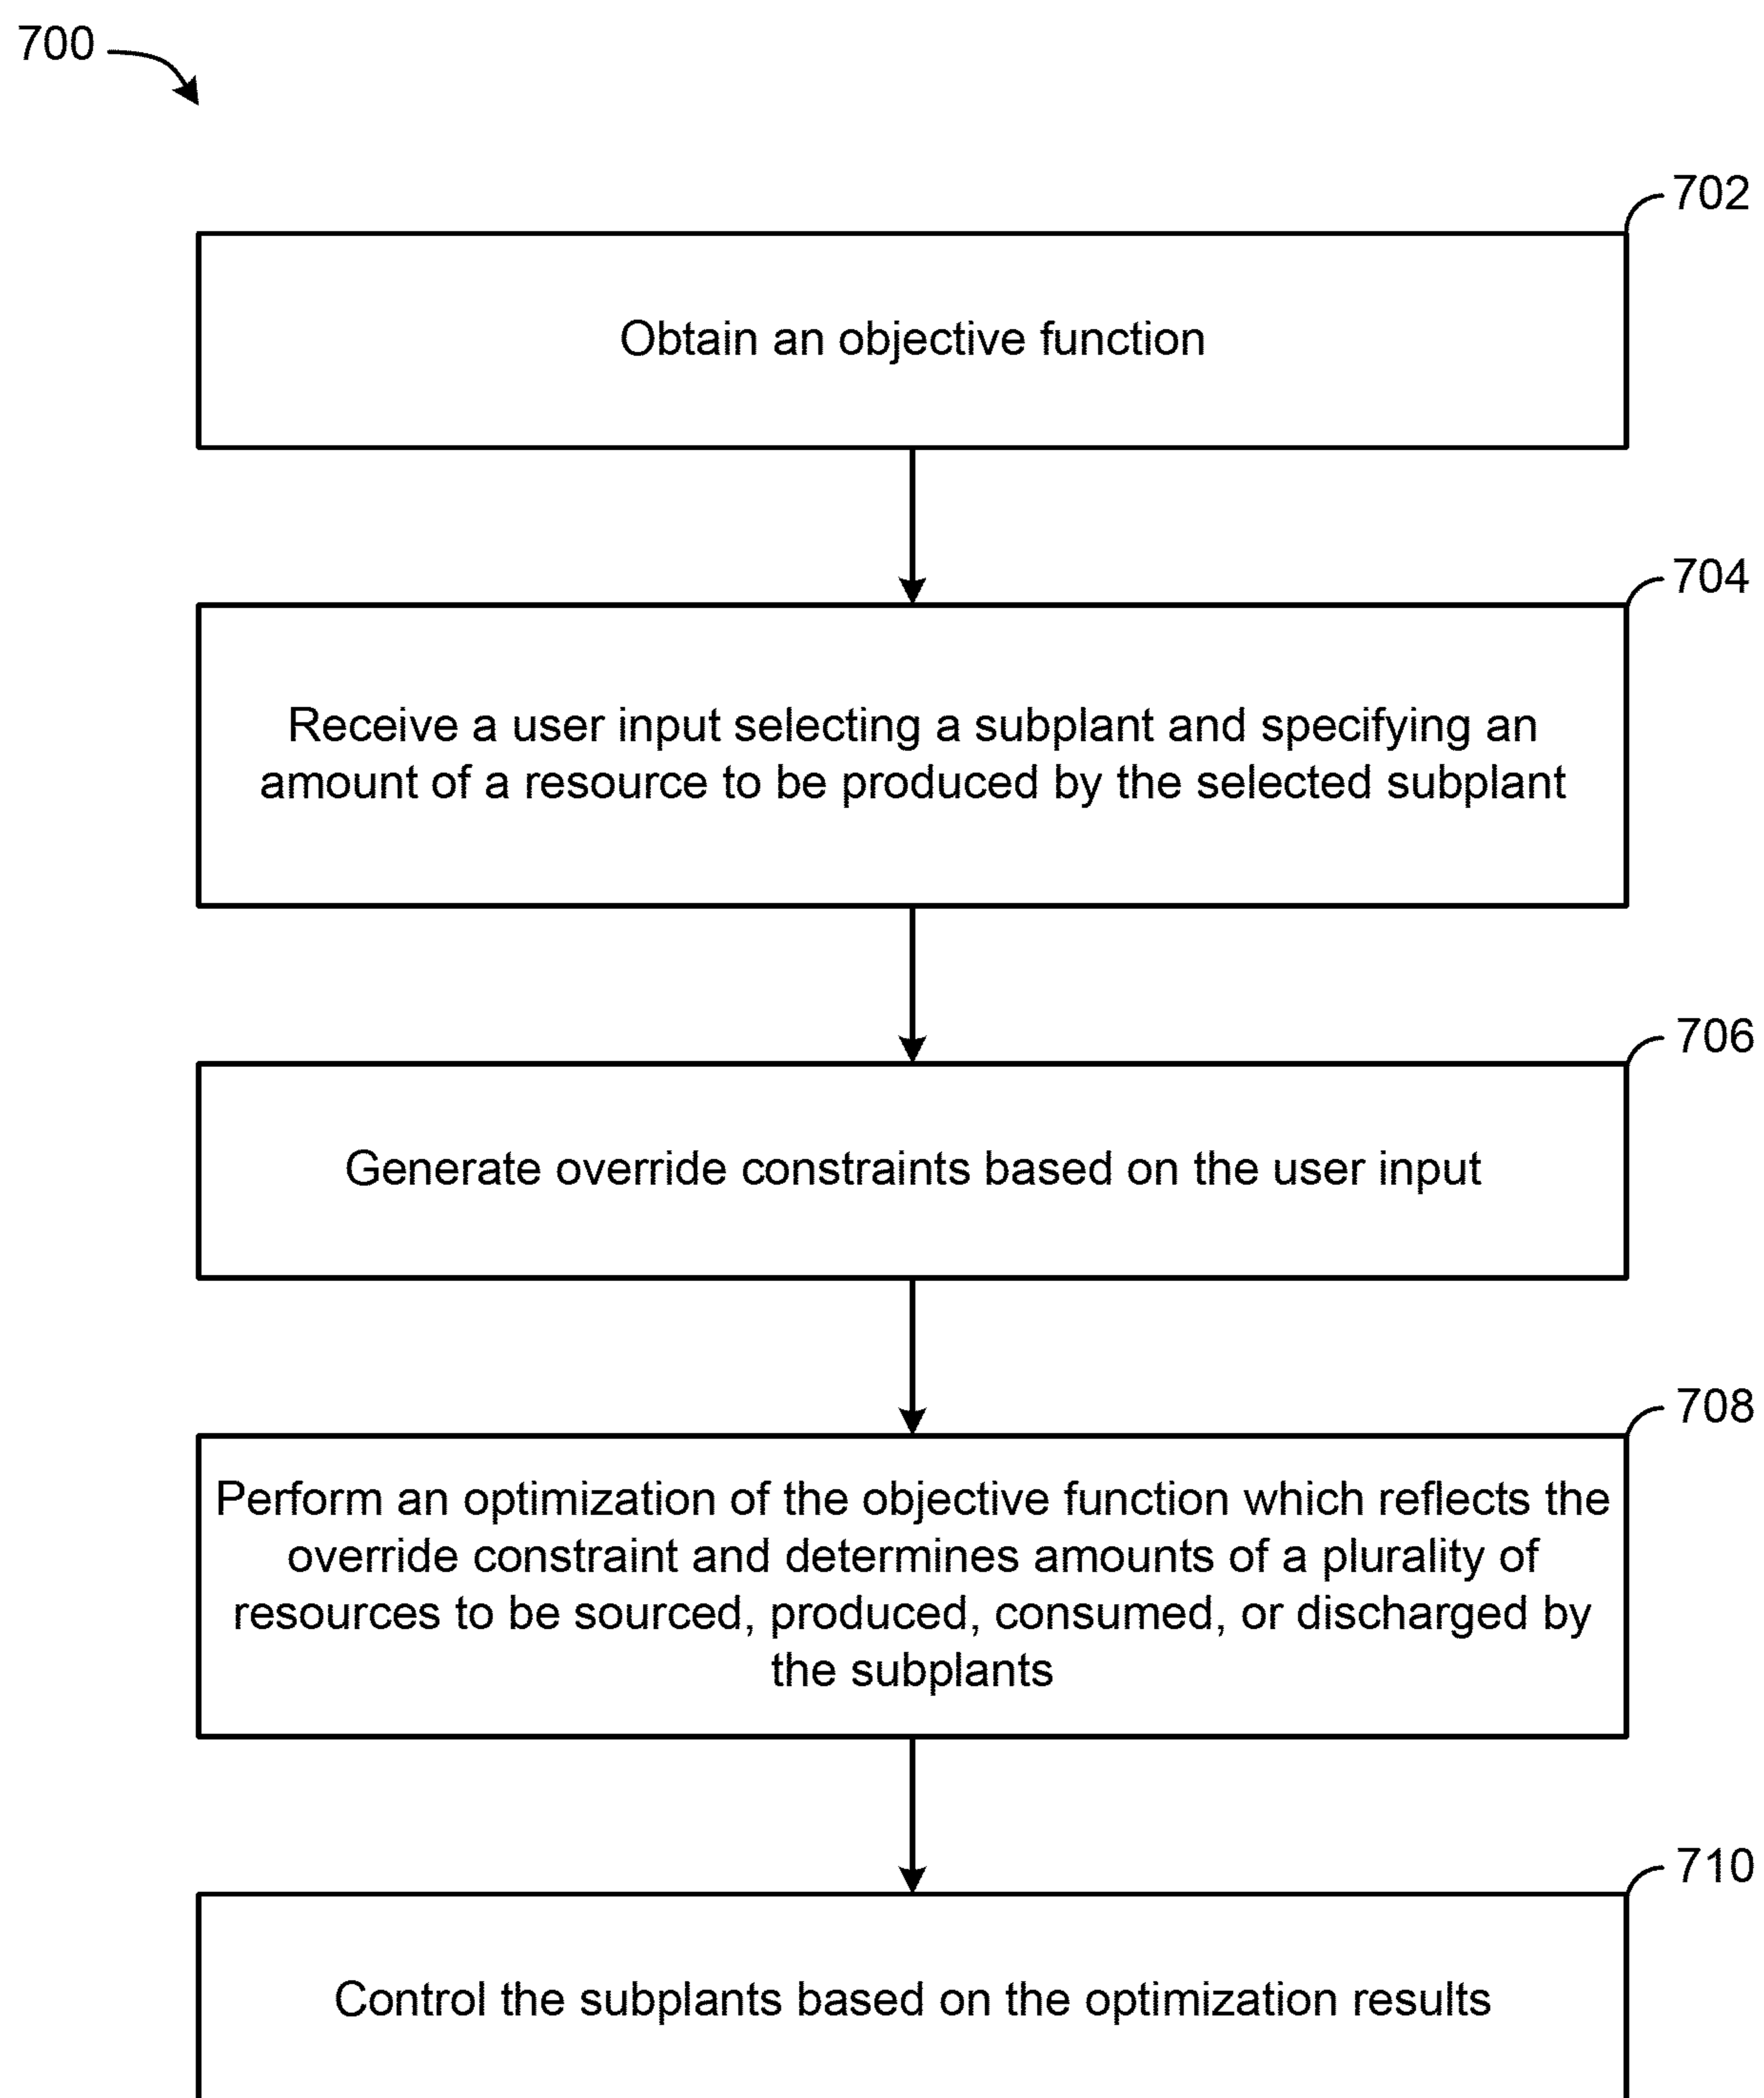 700
702
Obtain an objective function
704
Receive a user input selecting a subplant and specifying an
amount of a resource to be produced by the selected subplant
706
Generate override constraints based on the user input
708
Perform an optimization of the objective function which reflects the
override constraint and determines amounts of a plurality of
resources to be sourced, produced, consumed, or discharged by
the subplants
710
Control the subplants based on the optimization results